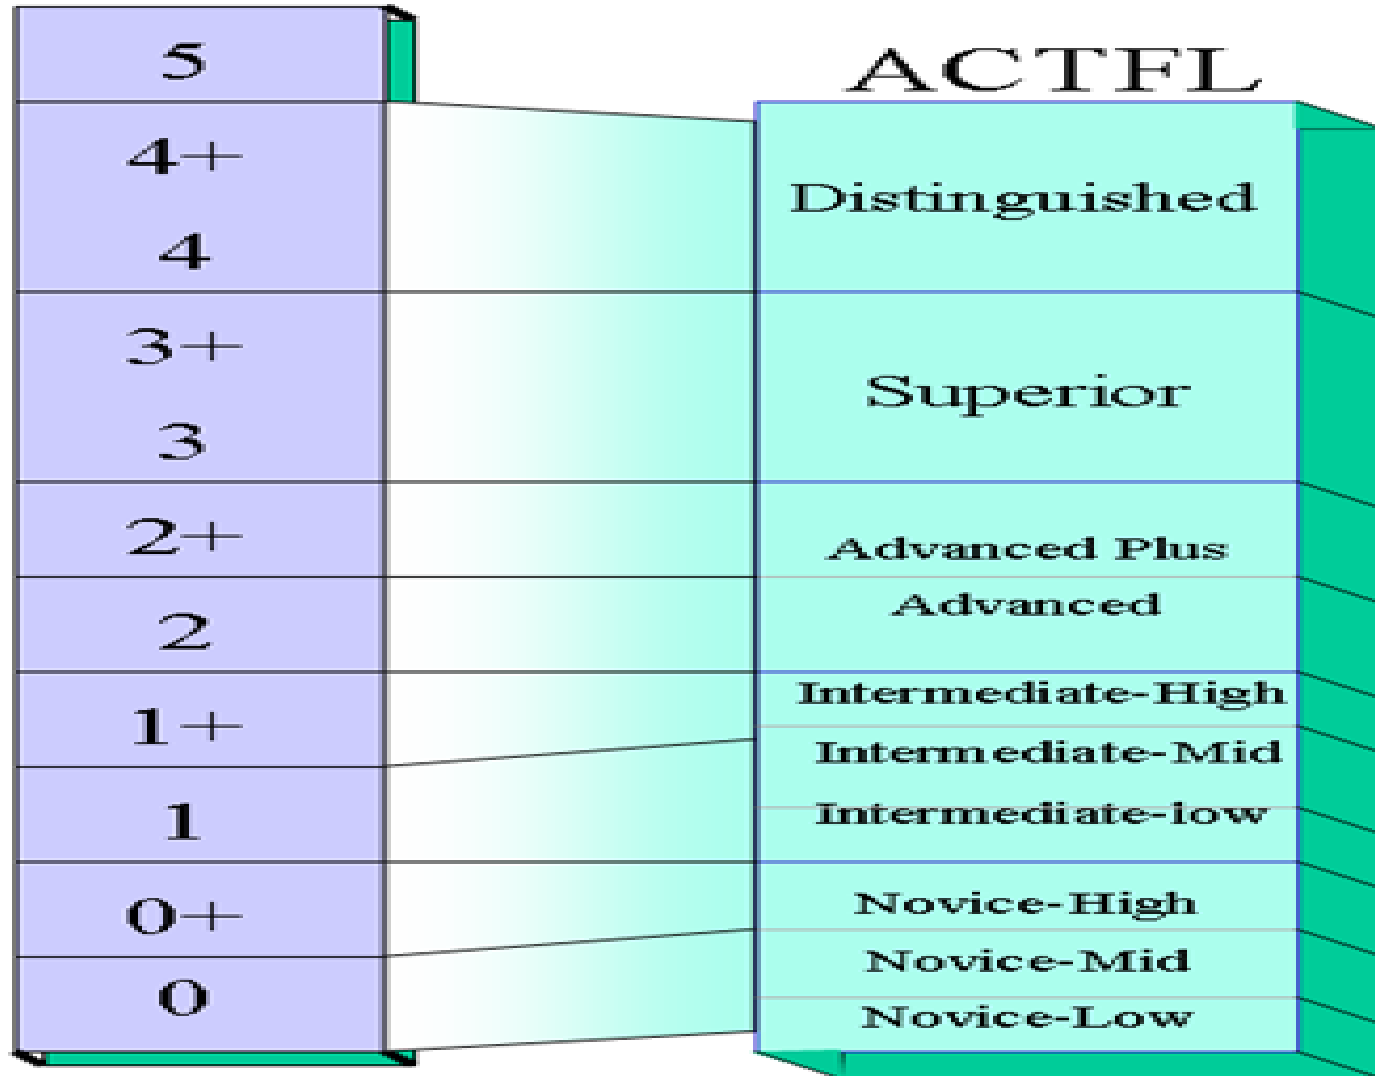 5
4+
4
3+
3
2+
2
1+
1
0+
0
ACTFL
Distinguished
Superior
Advanced Plus
Advanced
Intermediate-High
Intermediate-Mid
Intermediate-low
Novice-High
Novice-Mid
Novice-Low